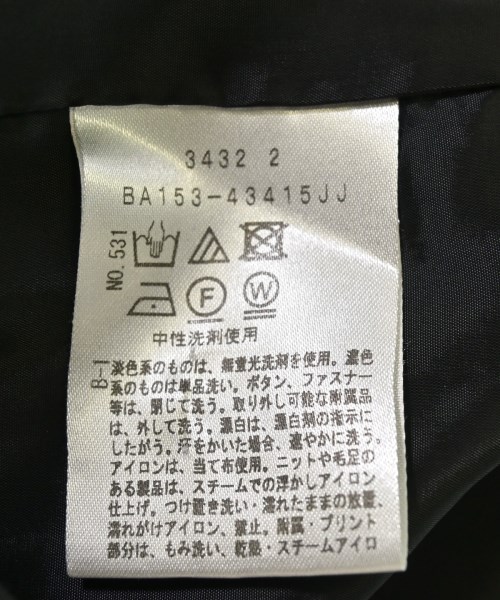 3432 2
BA153-43415JJ
NO.531
F
W
中性洗剤使用
B-1
淡色系のものは、無蛍光洗剤を使用。濃色
系のものは単品洗い。ボタン、ファスナー
等は、閉じて洗う。取り外し可能な附属品
は、外して洗う。漂白は、漂白剤の指示に
したがう。汗をかいた場合、速やかに洗う。
アイロンは、当て布使用。ニットや毛足の
ある製品は、スチームでの浮かしアイロン
仕上げ。つけ置き洗い・濡れたままの放置、
濡れがけアイロン、禁止。附属・プリント
部分は、もみ洗い、乾熱・スチームアイロ